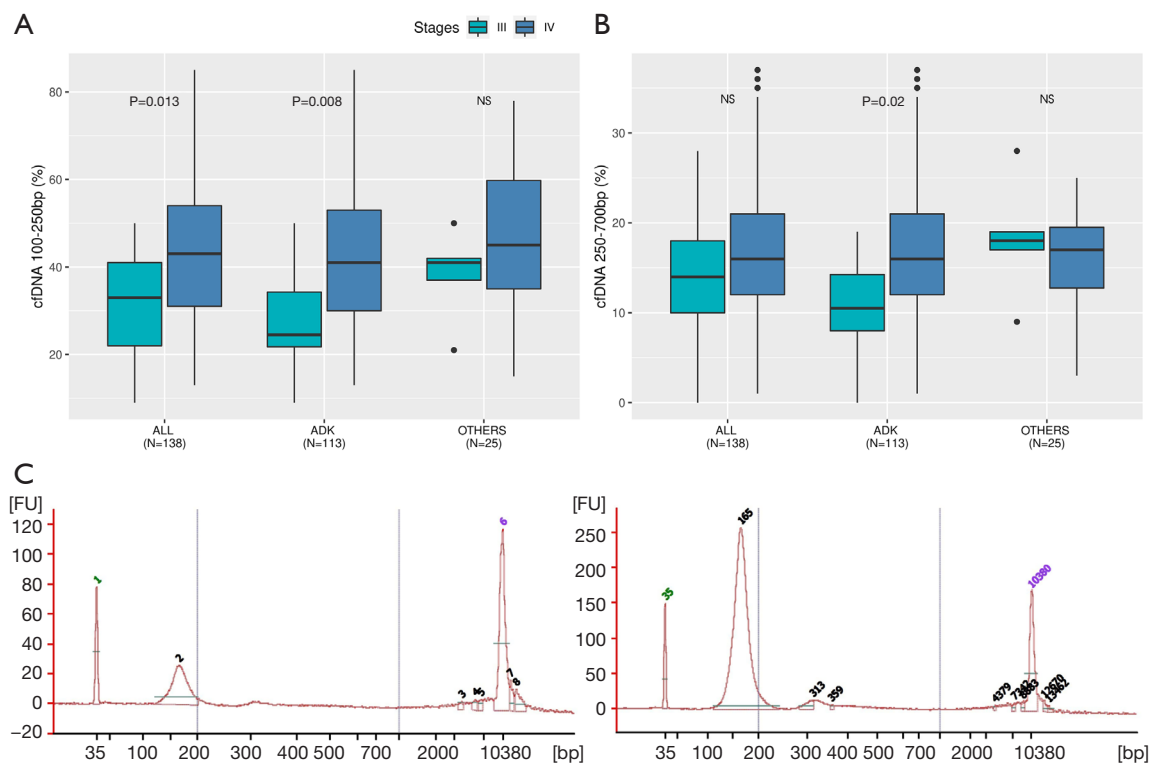 A
Stages III IV
B
cfDNA 100-250bp (%)
80
60
40
20
P=0.013
P=0.008
NS
ALL
(N=138)
ADK
(N=113)
OTHERS
(N=25)
cfDNA 250-700bp (%)
30
20
10
0
NS
P=0.02
NS
ALL
(N=138)
ADK
(N=113)
OTHERS
(N=25)
C
[FU]
120
100
80
60
40
20
0
−20
1
2
3
4
5
6
7
8
35 100 200 300 400 500 700 2000 10380 [bp]
[FU]
250
200
150
100
50
0
35
165
313
359
4379
10380
35 100 200 300 400 500 700 2000 10380 [bp]